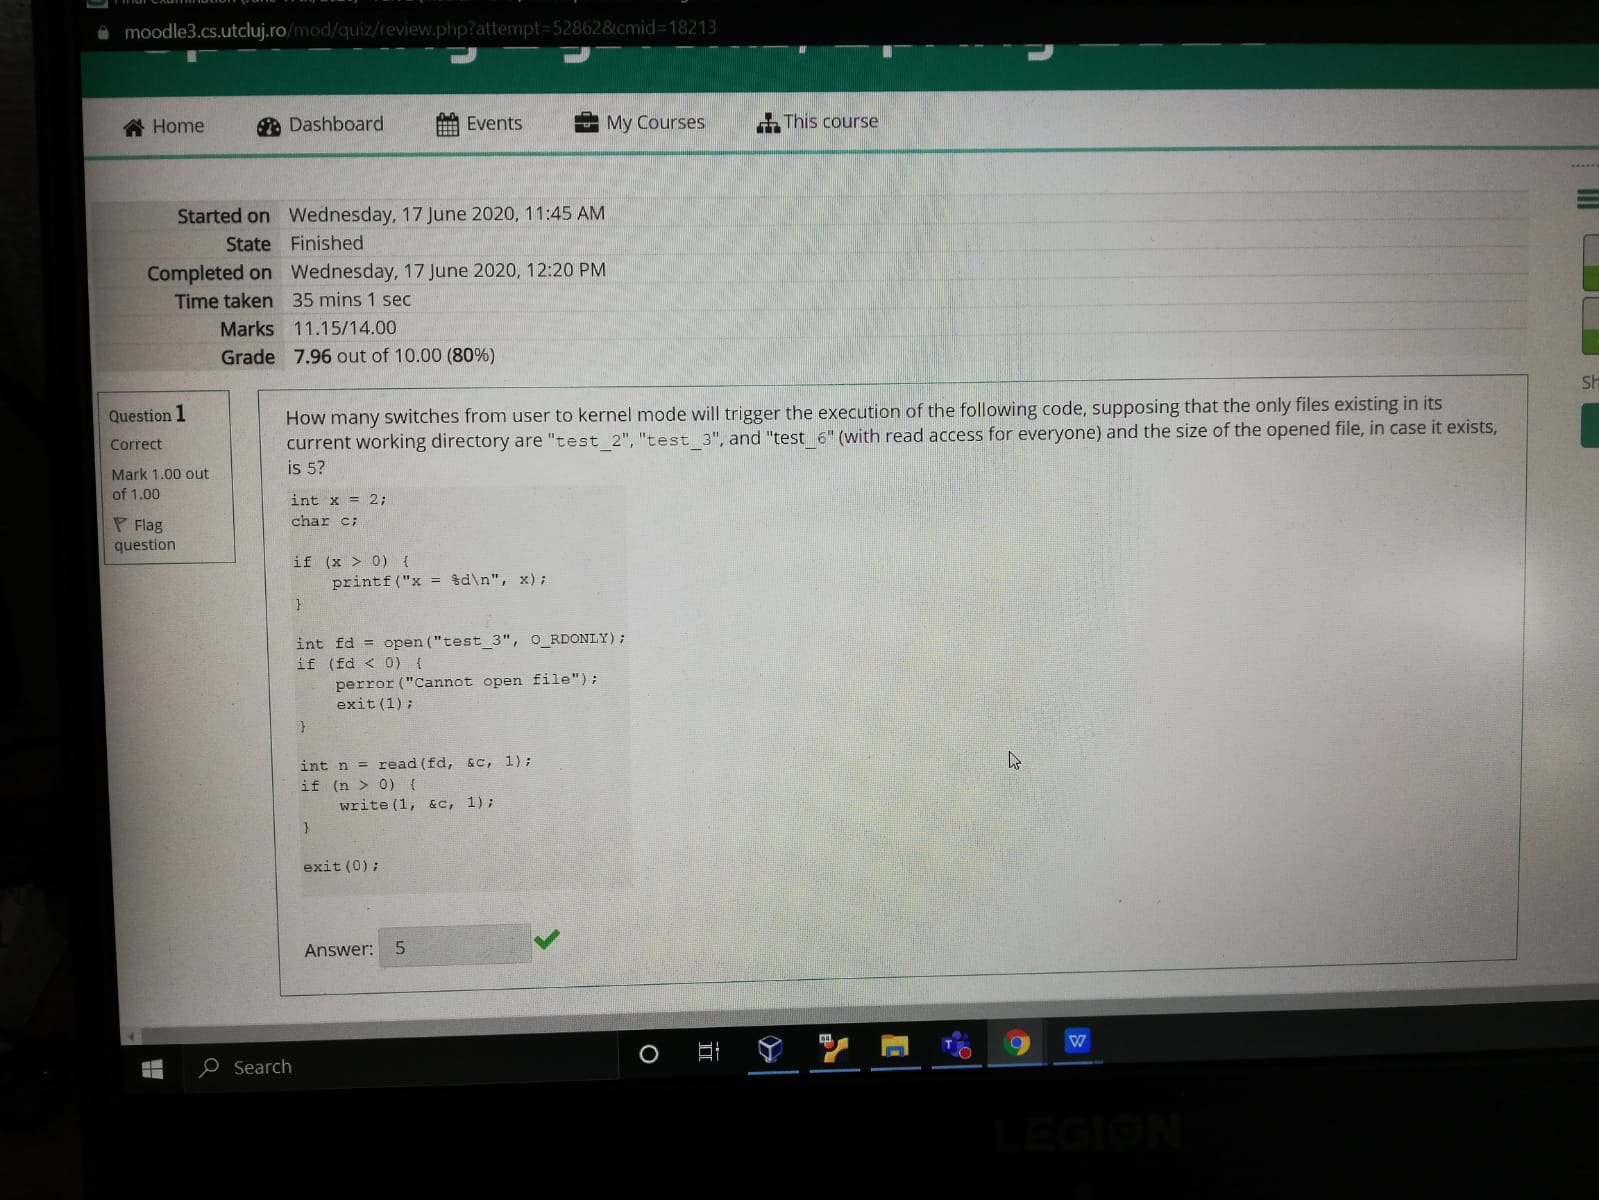 moodle3.cs.utcluj.ro/mod/quiz/review.php?attempt=52862&cmid=18213
Home Dashboard Events My Courses This course
Started on Wednesday, 17 June 2020, 11:45 AM
State Finished
Completed on Wednesday, 17 June 2020, 12:20 PM
Time taken 35 mins 1 sec
Marks 11.15/14.00
Grade 7.96 out of 10.00 (80%)
Sh
Question 1
Correct
Mark 1.00 out
of 1.00
Flag
question
How many switches from user to kernel mode will trigger the execution of the following code, supposing that the only files existing in its
current working directory are "test_2", "test_3", and "test_6" (with read access for everyone) and the size of the opened file, in case it exists,
is 5?
int x = 2;
char c;
if (x > 0) {
printf("x = %d\n", x);
}
int fd = open("test_3", O_RDONLY);
if (fd < 0) {
perror("Cannot open file");
exit(1);
}
int n = read(fd, &c, 1);
if (n > 0) {
write(1, &c, 1);
}
exit(0);
Answer: 5
Search
LEGION